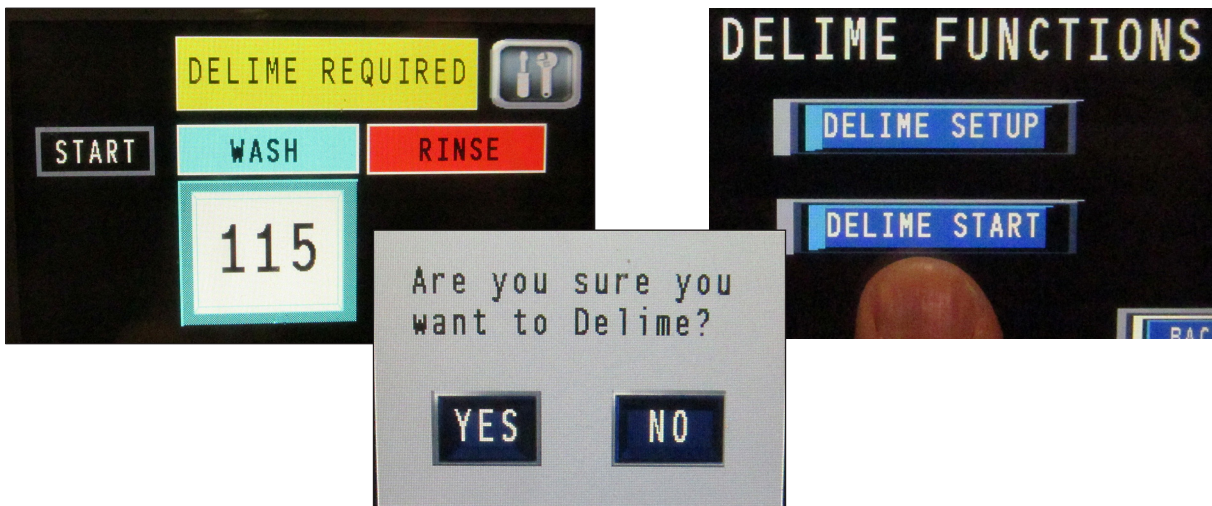 DELIME REQUIRED
START
WASH
RINSE
115
Are you sure you
want to Delime?
YES
NO
DELIME FUNCTIONS
DELIME SETUP
DELIME START